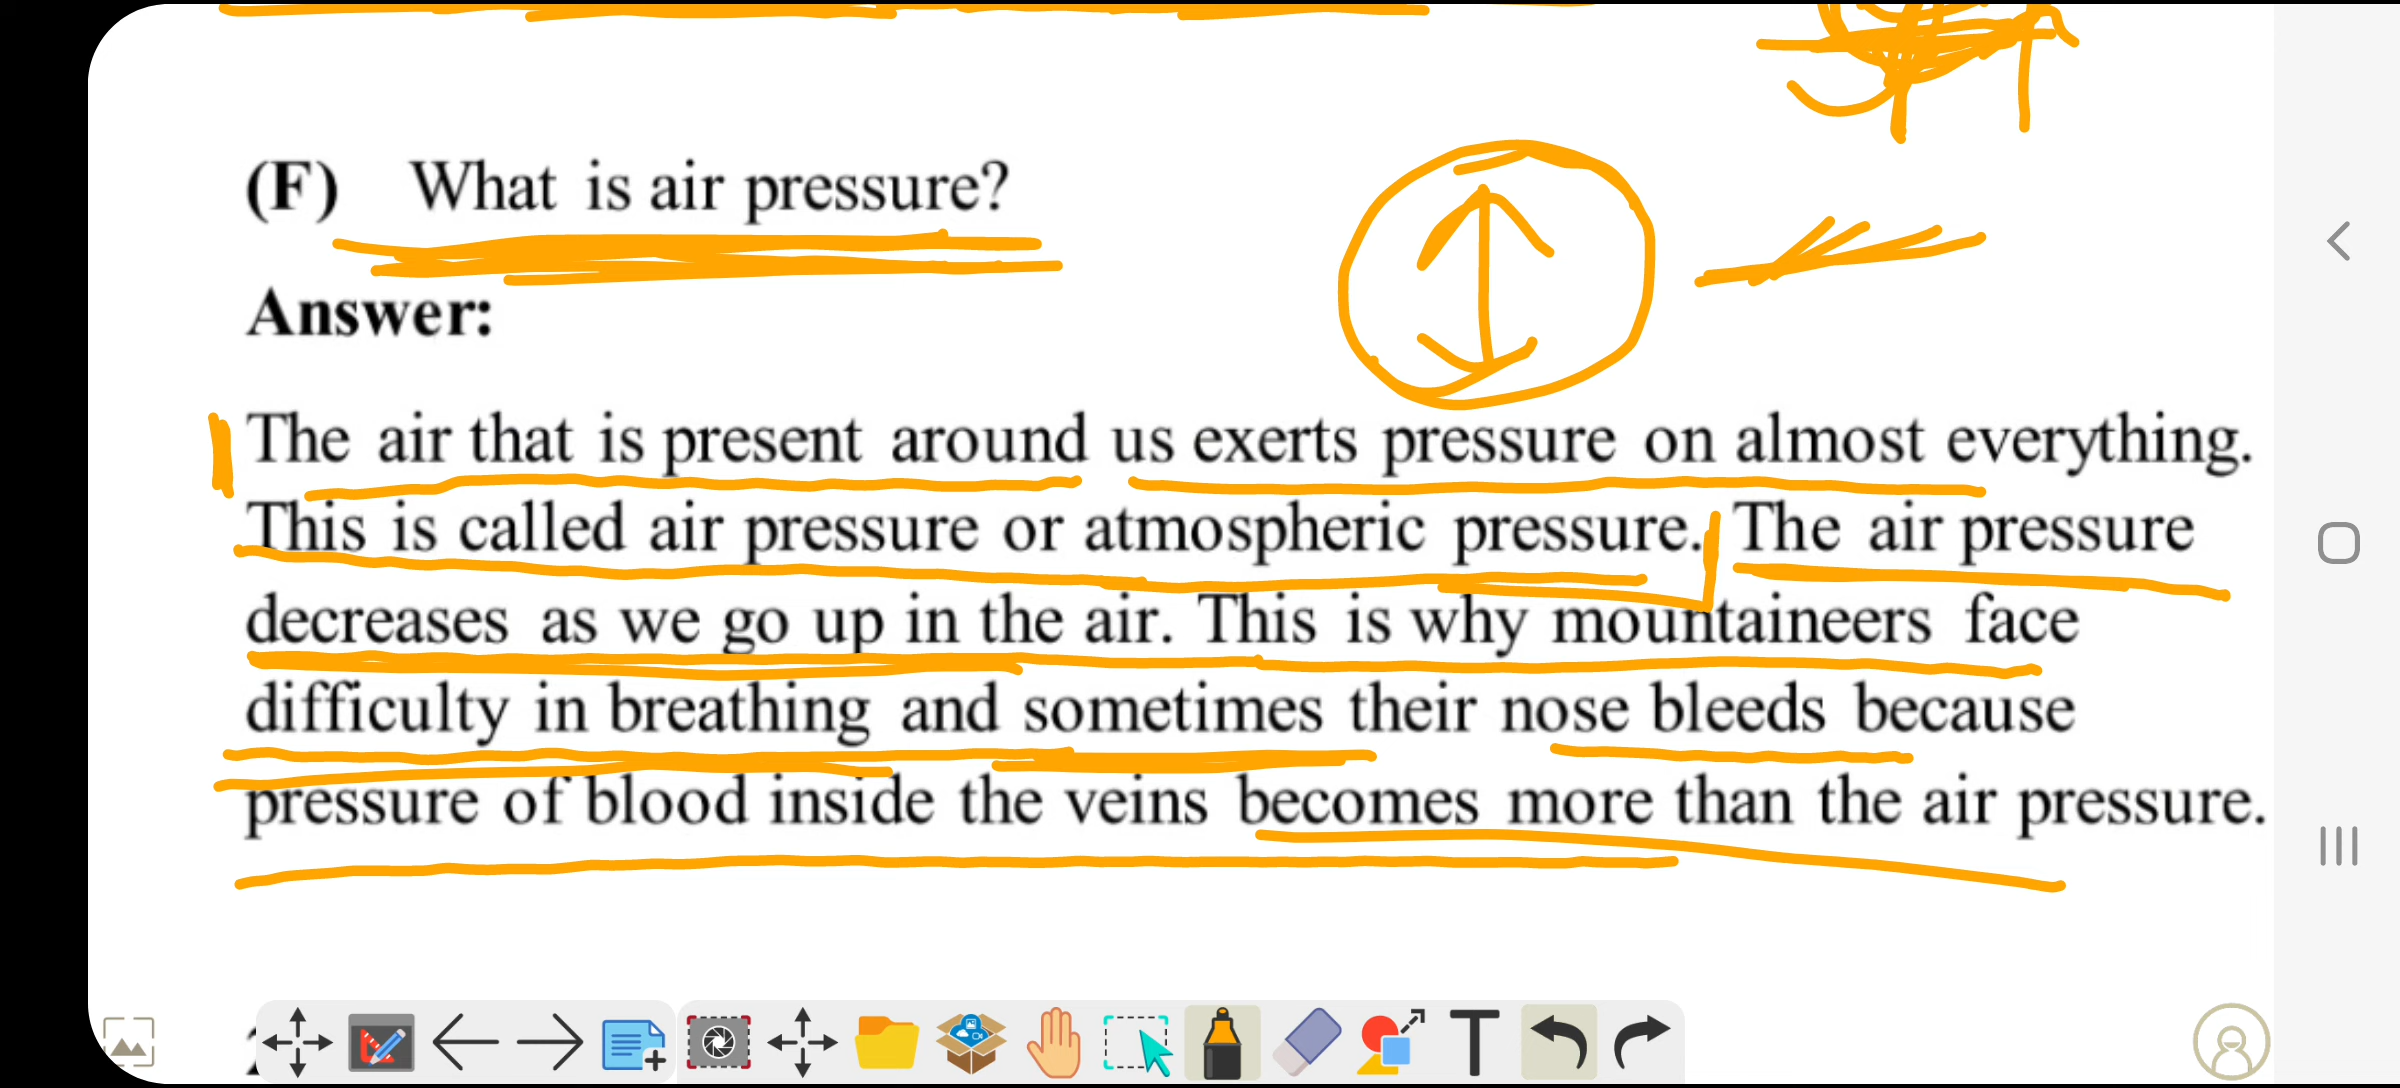 (F) What is air pressure?
Answer:
The air that is present around us exerts pressure on almost everything.
This is called air pressure or atmospheric pressure. The air pressure
decreases as we go up in the air. This is why mountaineers face
difficulty in breathing and sometimes their nose bleeds because
pressure of blood inside the veins becomes more than the air pressure.